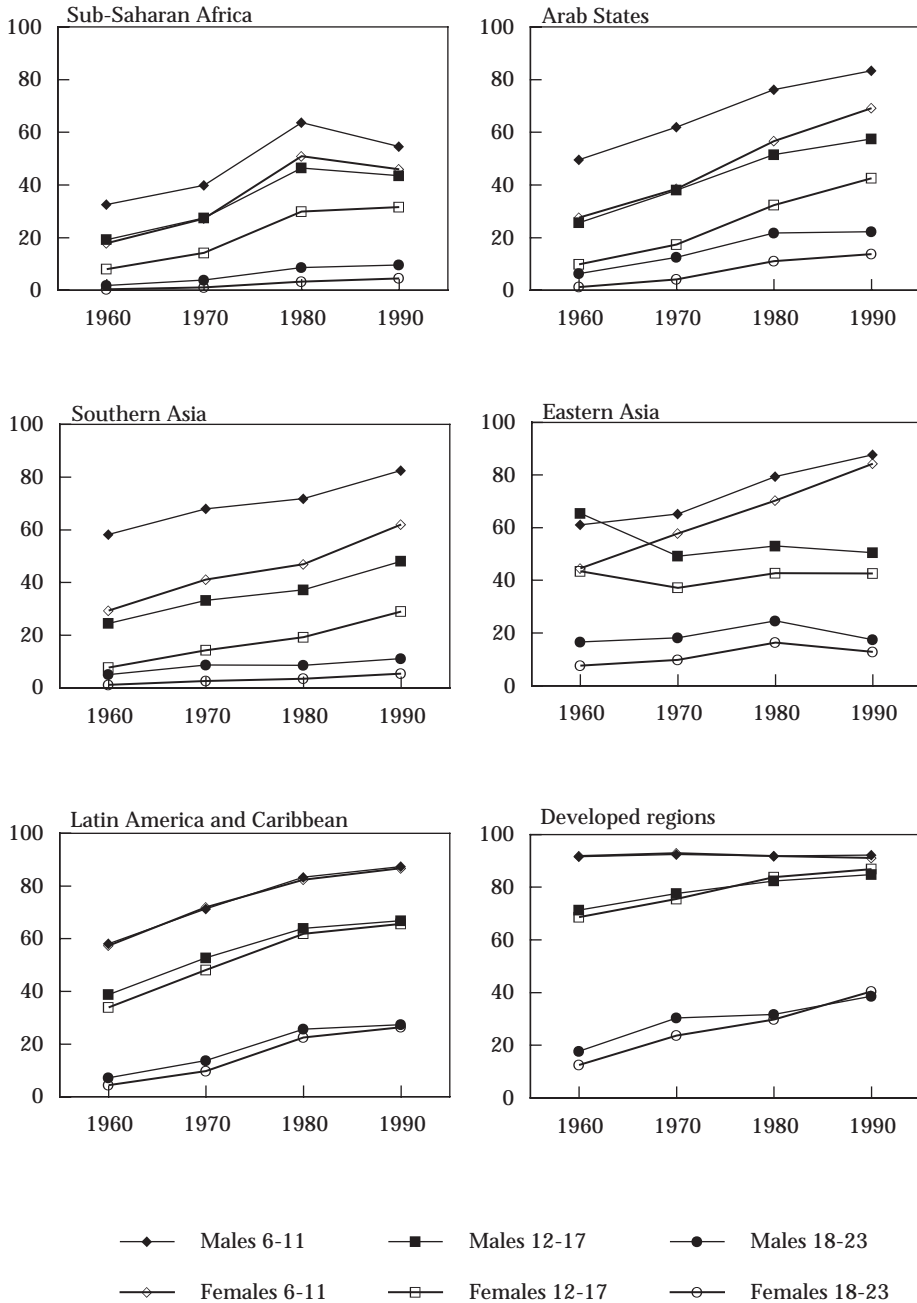 Sub-Saharan Africa
100
80
60
40
20
0
1960 1970 1980 1990
Arab States
100
80
60
40
20
0
1960 1970 1980 1990
Southern Asia
100
80
60
40
20
0
1960 1970 1980 1990
Eastern Asia
100
80
60
40
20
0
1960 1970 1980 1990
Latin America and Caribbean
100
80
60
40
20
0
1960 1970 1980 1990
Developed regions
100
80
60
40
20
0
1960 1970 1980 1990
Males 6-11 Males 12-17 Males 18-23
Females 6-11 Females 12-17 Females 18-23